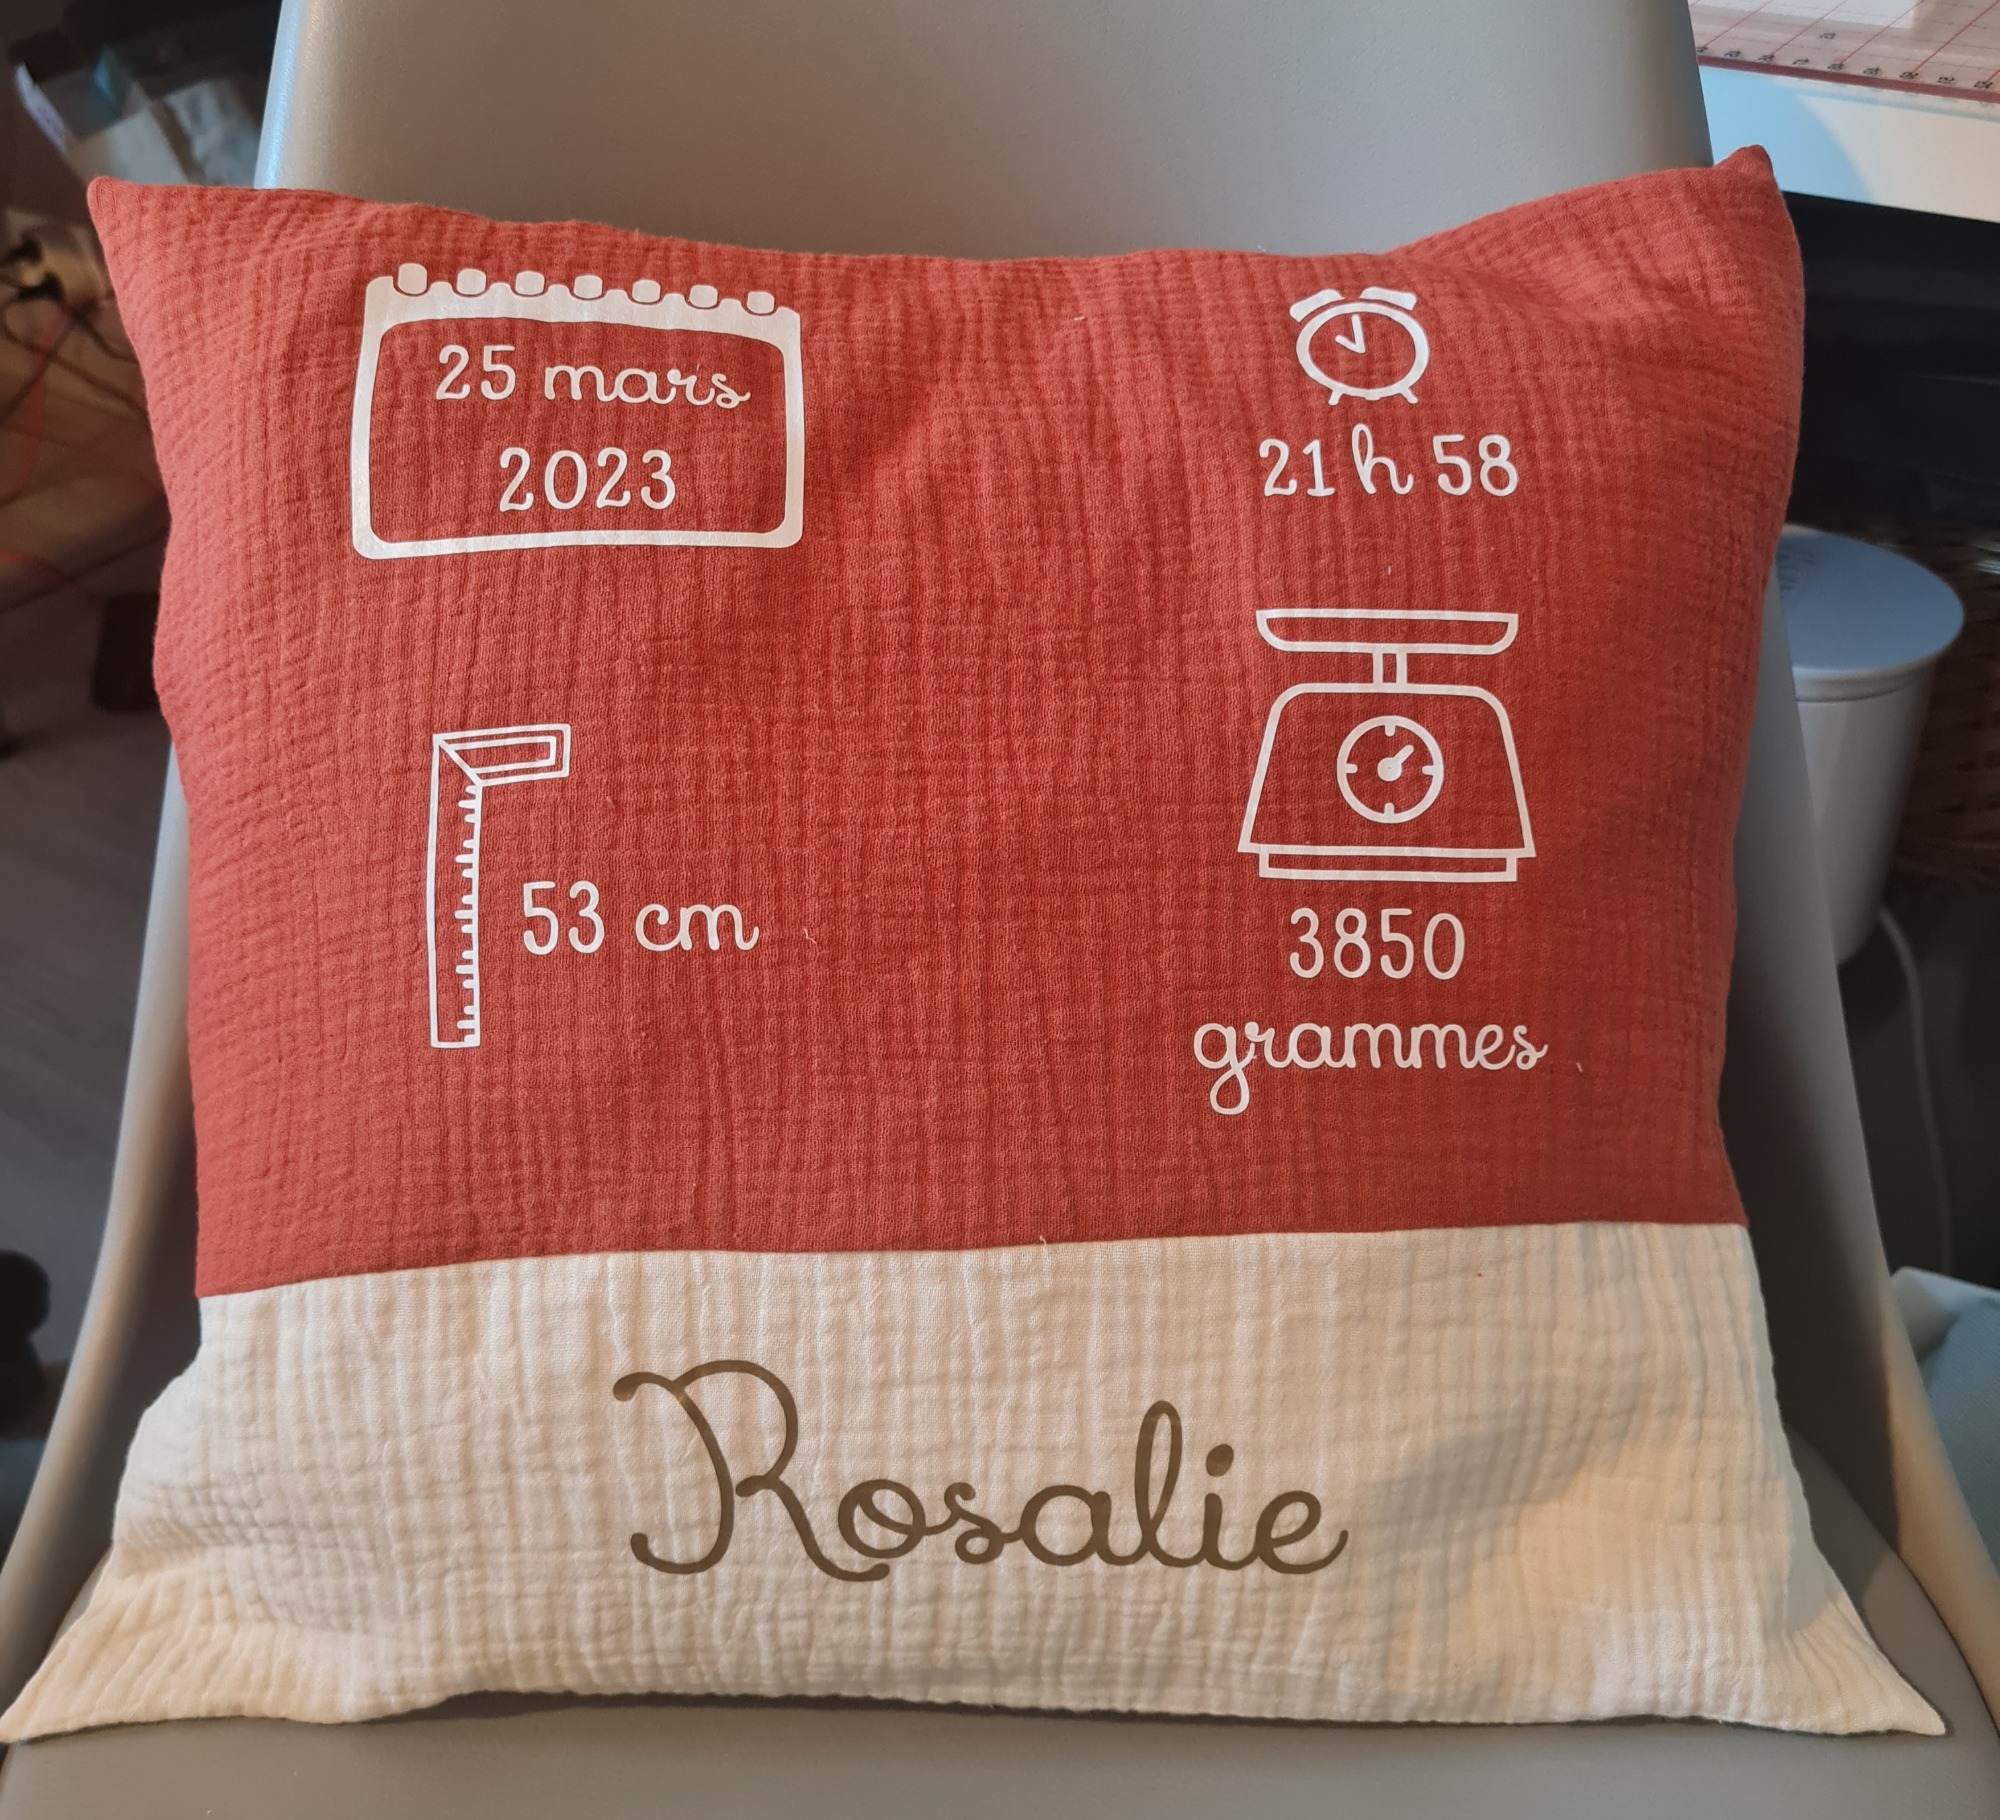 25 mars
2023
21 h 58
53 cm
3850
grammes
Rosalie